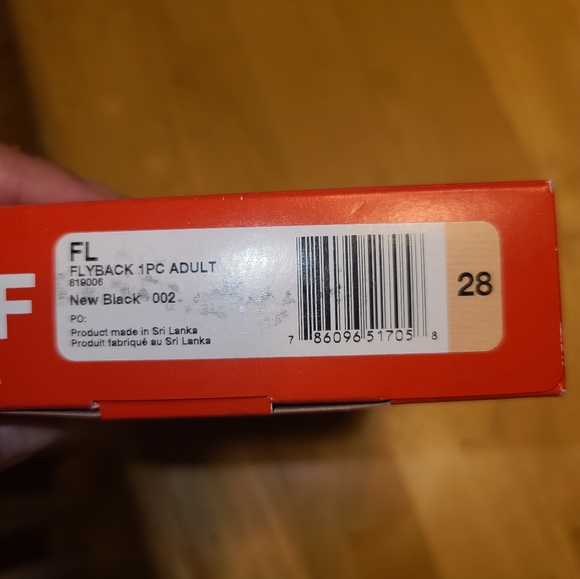 F
FL
FLYBACK 1PC ADULT
819006
New Black 002
PO:
Product made in Sri Lanka
Produit fabriqué au Sri Lanka
7 86096 51705 8
28